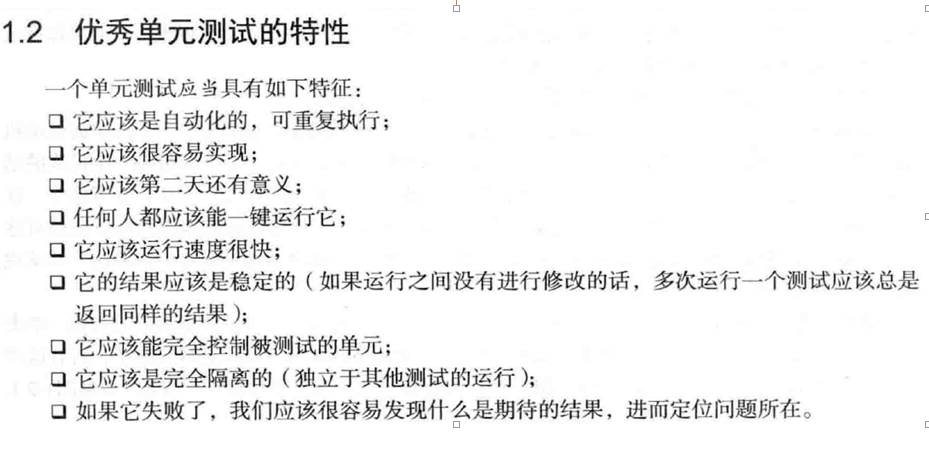 1.2 优秀单元测试的特性
一个单元测试应当具有如下特征：
❑ 它应该是自动化的，可重复执行；
❑ 它应该很容易实现；
❑ 它应该第二天还有意义；
❑ 任何人都应该能一键运行它；
❑ 它应该运行速度很快；
❑ 它的结果应该是稳定的（如果运行之间没有进行修改的话，多次运行一个测试应该总是
返回同样的结果）；
❑ 它应该能完全控制被测试的单元；
❑ 它应该是完全隔离的（独立于其他测试的运行）；
❑ 如果它失败了，我们应该很容易发现什么是期待的结果，进而定位问题所在。